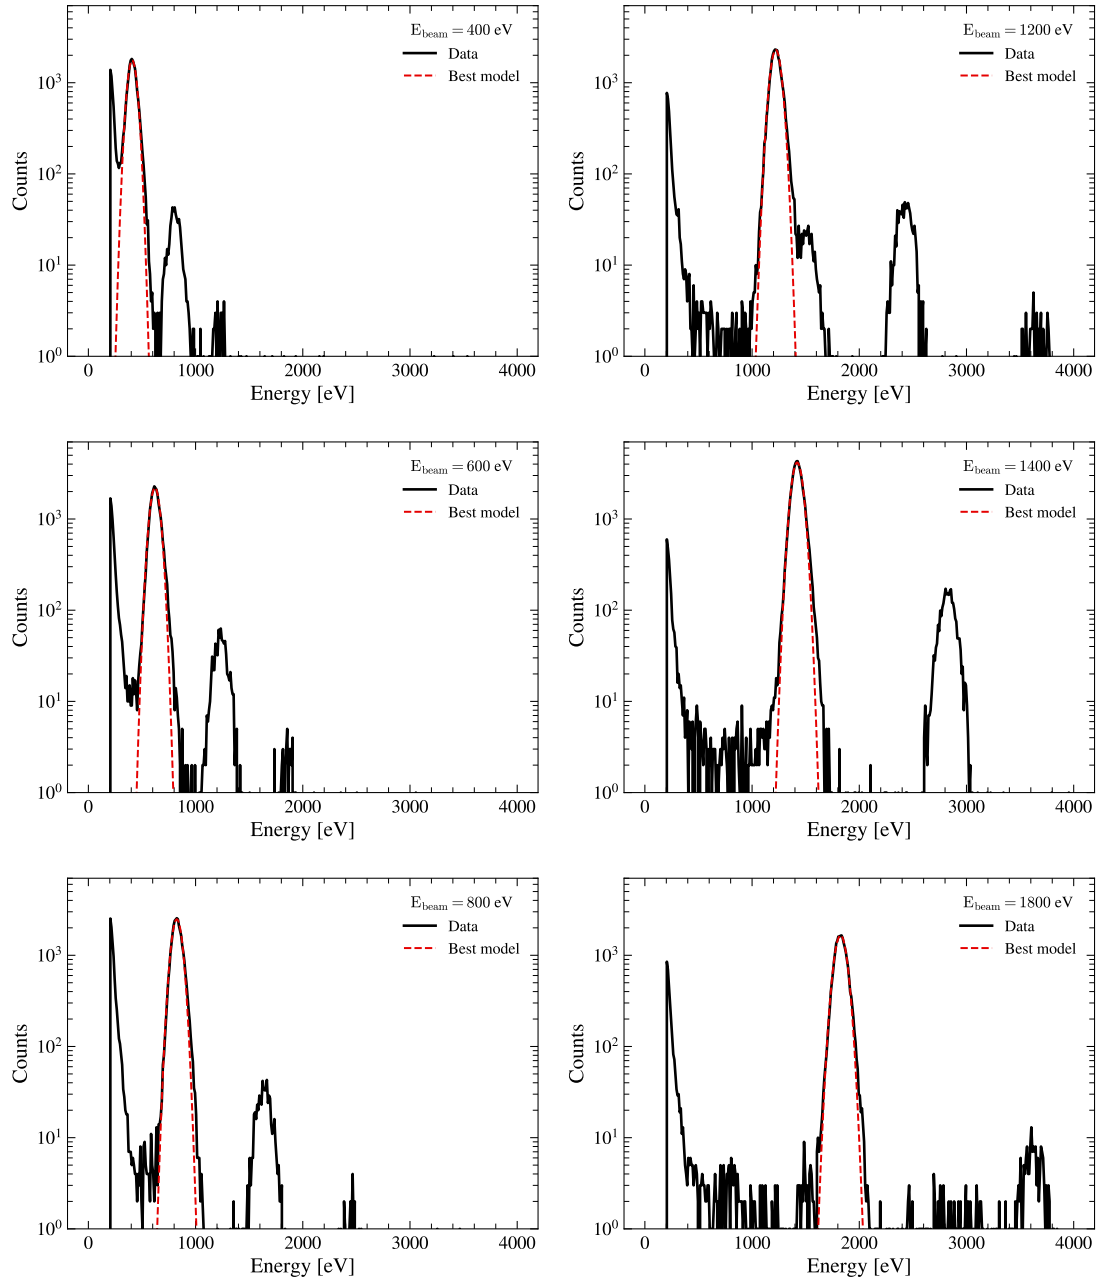 E_beam = 400 eV
Data
Best model
Counts
10^3
10^2
10^1
10^0
0 1000 2000 3000 4000
Energy [eV]
E_beam = 1200 eV
Data
Best model
Counts
10^3
10^2
10^1
10^0
0 1000 2000 3000 4000
Energy [eV]
E_beam = 600 eV
Data
Best model
Counts
10^3
10^2
10^1
10^0
0 1000 2000 3000 4000
Energy [eV]
E_beam = 1400 eV
Data
Best model
Counts
10^3
10^2
10^1
10^0
0 1000 2000 3000 4000
Energy [eV]
E_beam = 800 eV
Data
Best model
Counts
10^3
10^2
10^1
10^0
0 1000 2000 3000 4000
Energy [eV]
E_beam = 1800 eV
Data
Best model
Counts
10^3
10^2
10^1
10^0
0 1000 2000 3000 4000
Energy [eV]